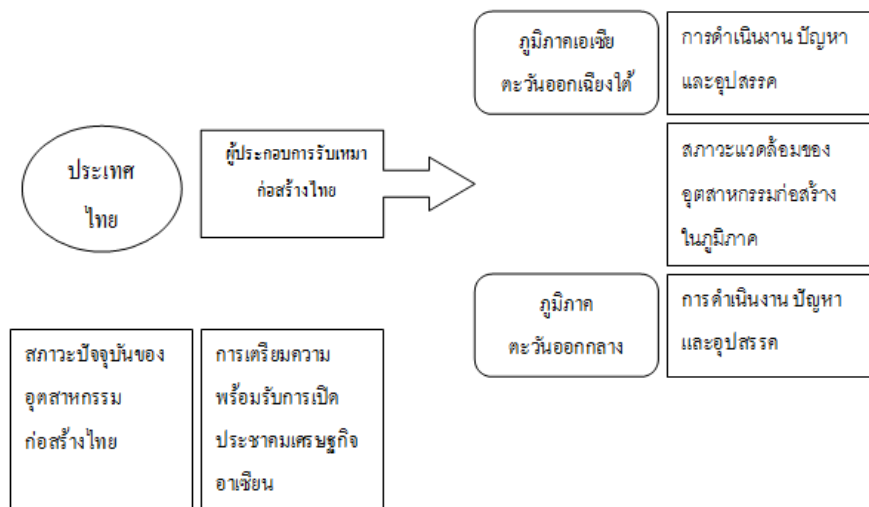 ภูมิภาคเอเชีย
ตะวันออกเฉียงใต้
การดำเนินงาน ปัญหา
และอุปสรรค
ประเทศ
ไทย
ผู้ประกอบการรับเหมา
ก่อสร้างไทย
สภาวะแวดล้อมของ
อุตสาหกรรมก่อสร้าง
ในภูมิภาค
ภูมิภาค
ตะวันออกกลาง
การดำเนินงาน ปัญหา
และอุปสรรค
สภาวะปัจจุบันของ
อุตสาหกรรม
ก่อสร้างไทย
การเตรียมความ
พร้อมรับการเปิด
ประชาคมเศรษฐกิจ
อาเซียน